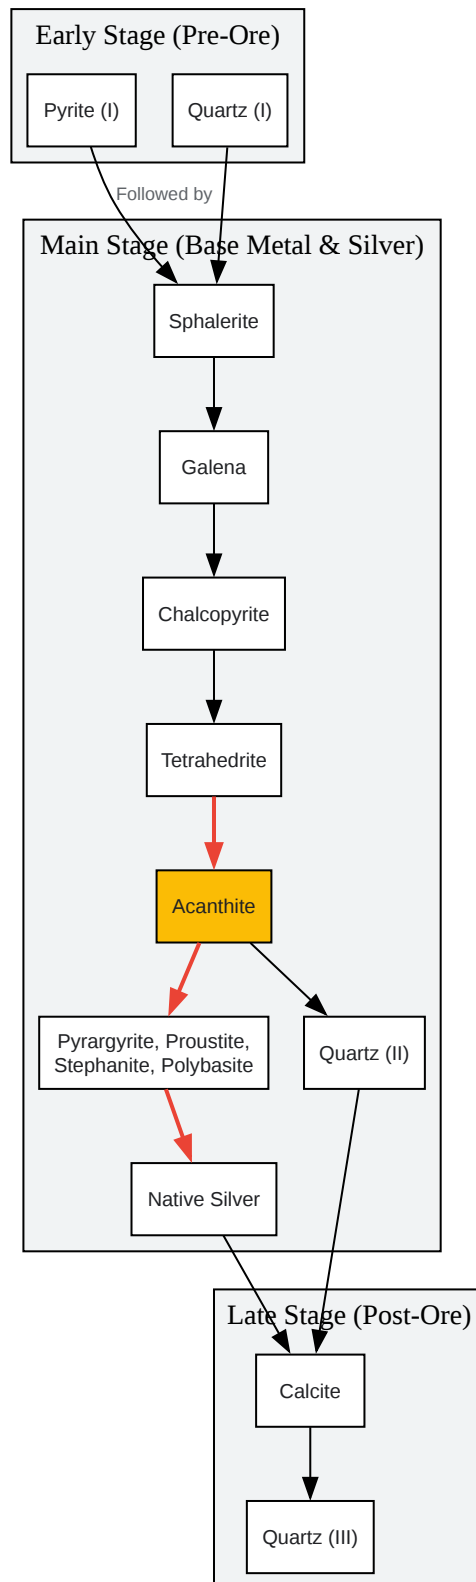 Early Stage (Pre-Ore)
Pyrite (I)
Quartz (I)
Followed by
Main Stage (Base Metal & Silver)
Sphalerite
Galena
Chalcopyrite
Tetrahedrite
Acanthite
Pyrargyrite, Proustite,
Stephanite, Polybasite
Quartz (II)
Native Silver
Late Stage (Post-Ore)
Calcite
Quartz (III)